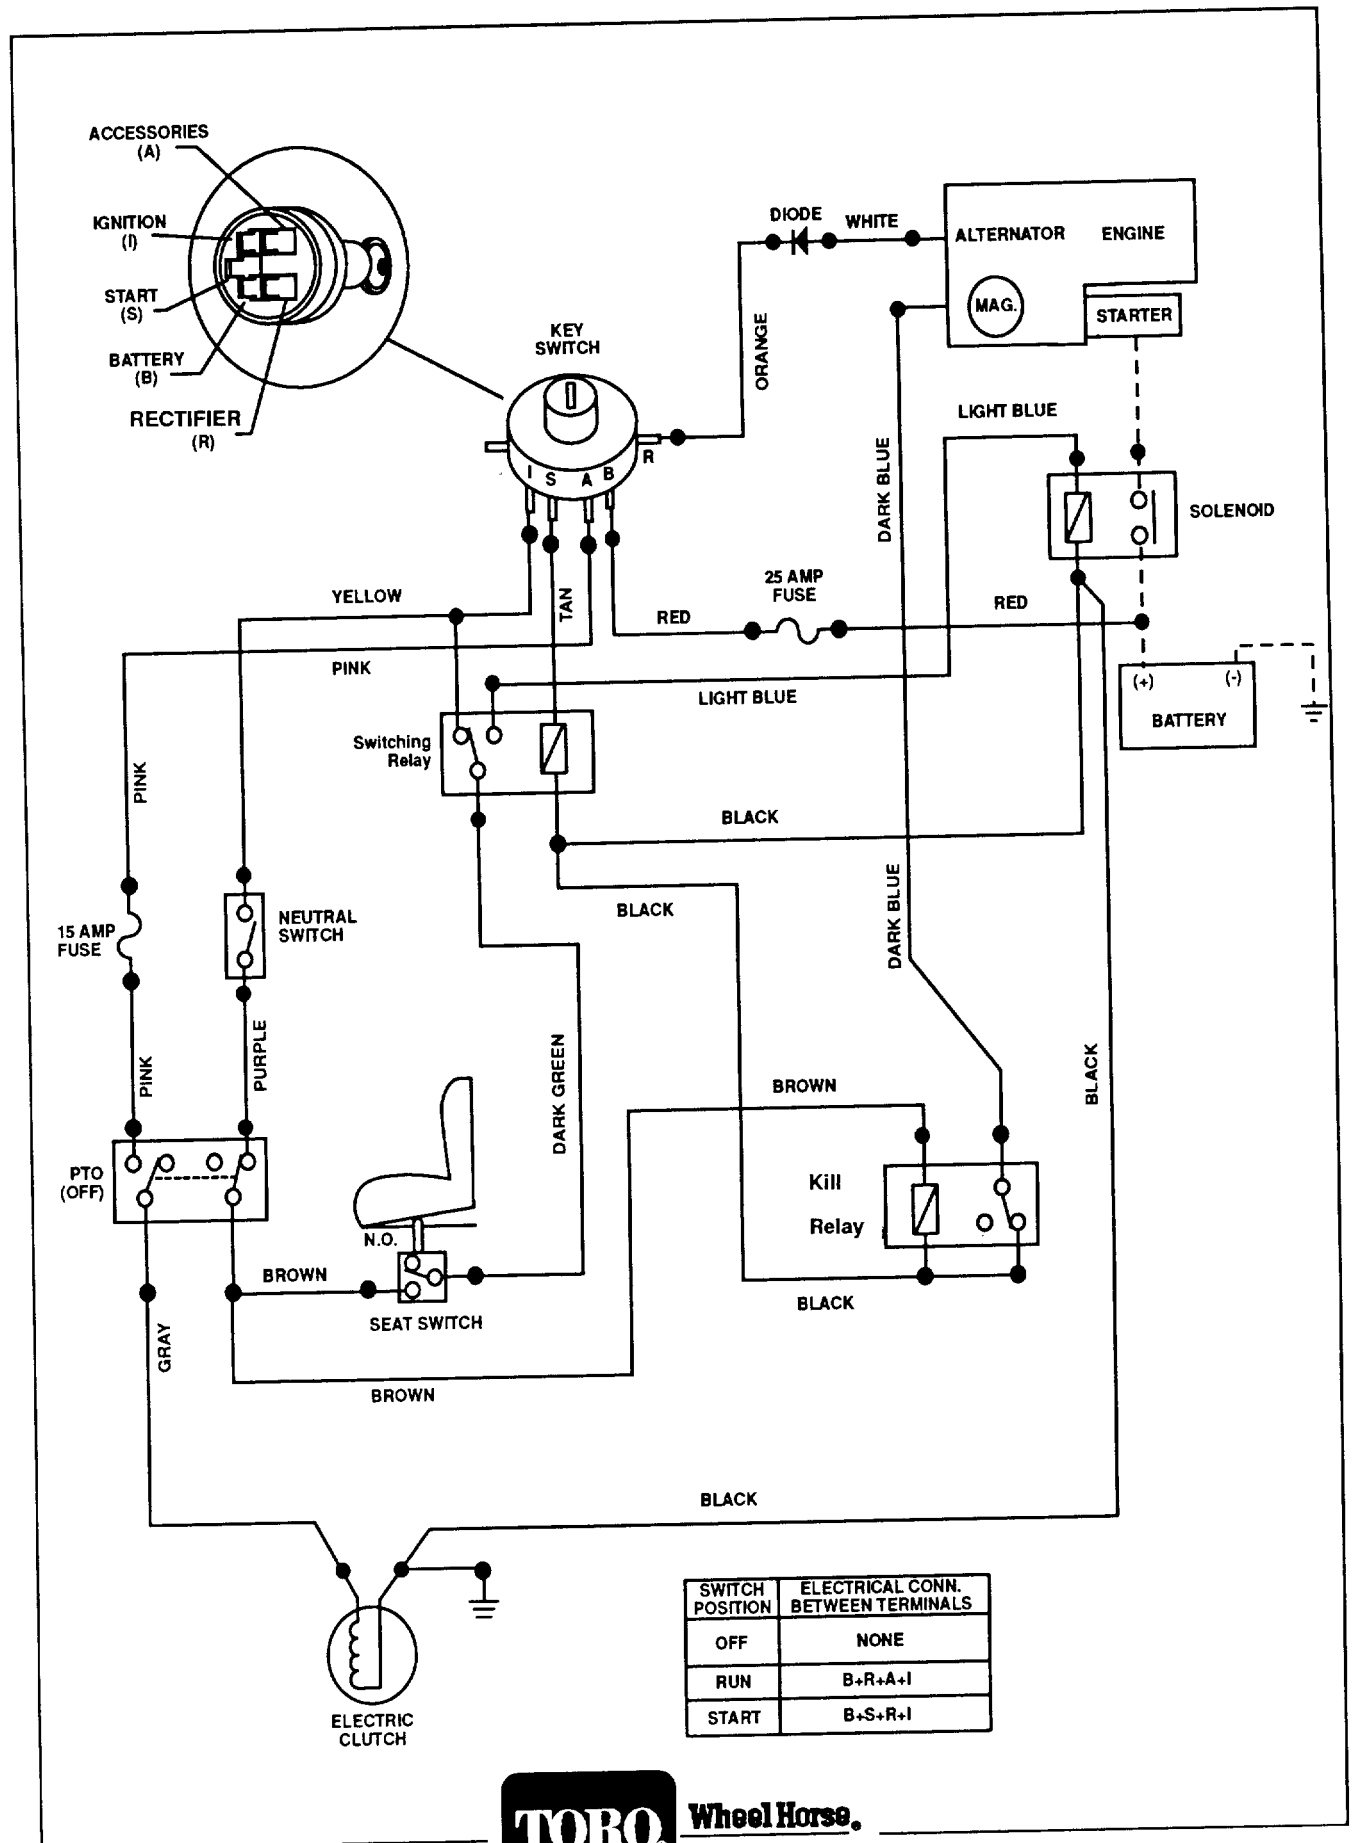 ACCESSORIES
(A)
IGNITION
(I)
START
(S)
BATTERY
(B)
RECTIFIER
(R)
KEY
SWITCH
I S A B R
DIODE
WHITE
ORANGE
ALTERNATOR ENGINE
MAG.
STARTER
LIGHT BLUE
DARK BLUE
SOLENOID
25 AMP
FUSE
RED
RED
YELLOW
TAN
PINK
LIGHT BLUE
(+) (-)
BATTERY
Switching
Relay
PINK
BLACK
BLACK
DARK BLUE
15 AMP
FUSE
NEUTRAL
SWITCH
PINK
PURPLE
DARK GREEN
BROWN
BLACK
PTO
(OFF)
N.O.
Kill
Relay
BROWN
SEAT SWITCH
BLACK
GRAY
BROWN
BLACK
ELECTRIC
CLUTCH
SWITCH
POSITION
ELECTRICAL CONN.
BETWEEN TERMINALS
OFF NONE
RUN B+R+A+I
START B+S+R+I
TORO
Wheel Horse®